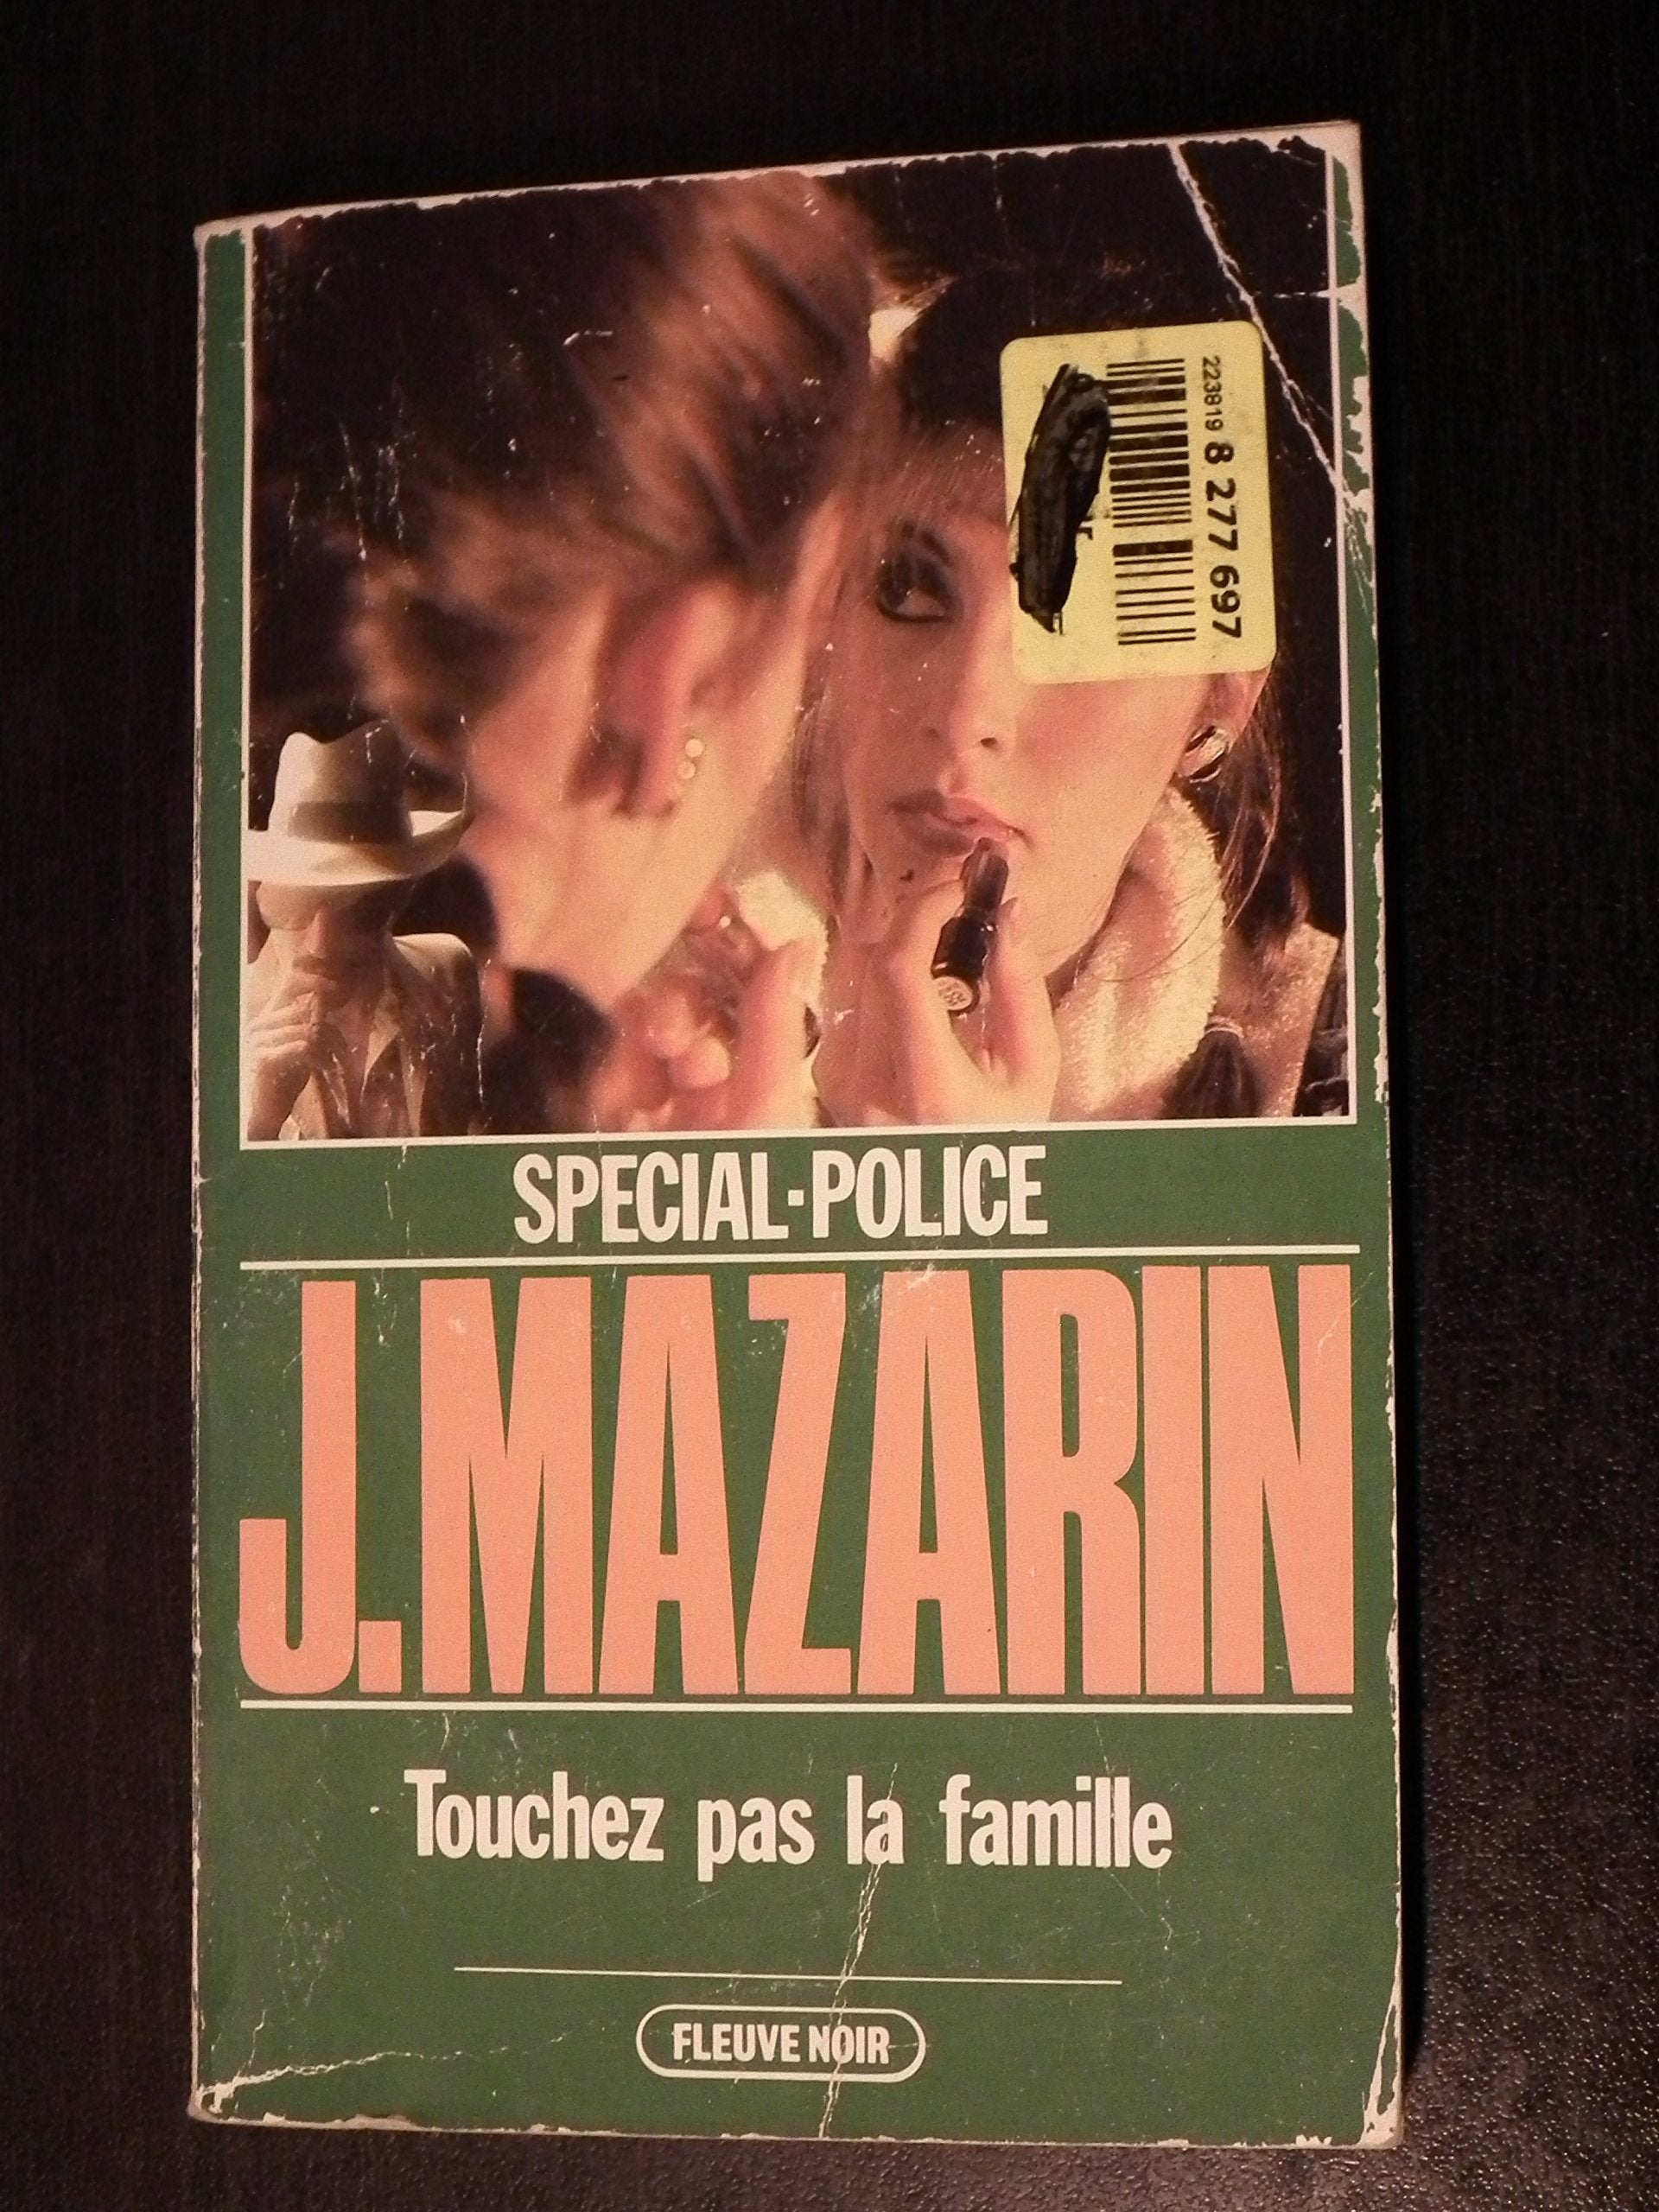 223819 8 277 697
SPECIAL-POLICE
J.MAZARIN
Touchez pas la famille
FLEUVE NOIR